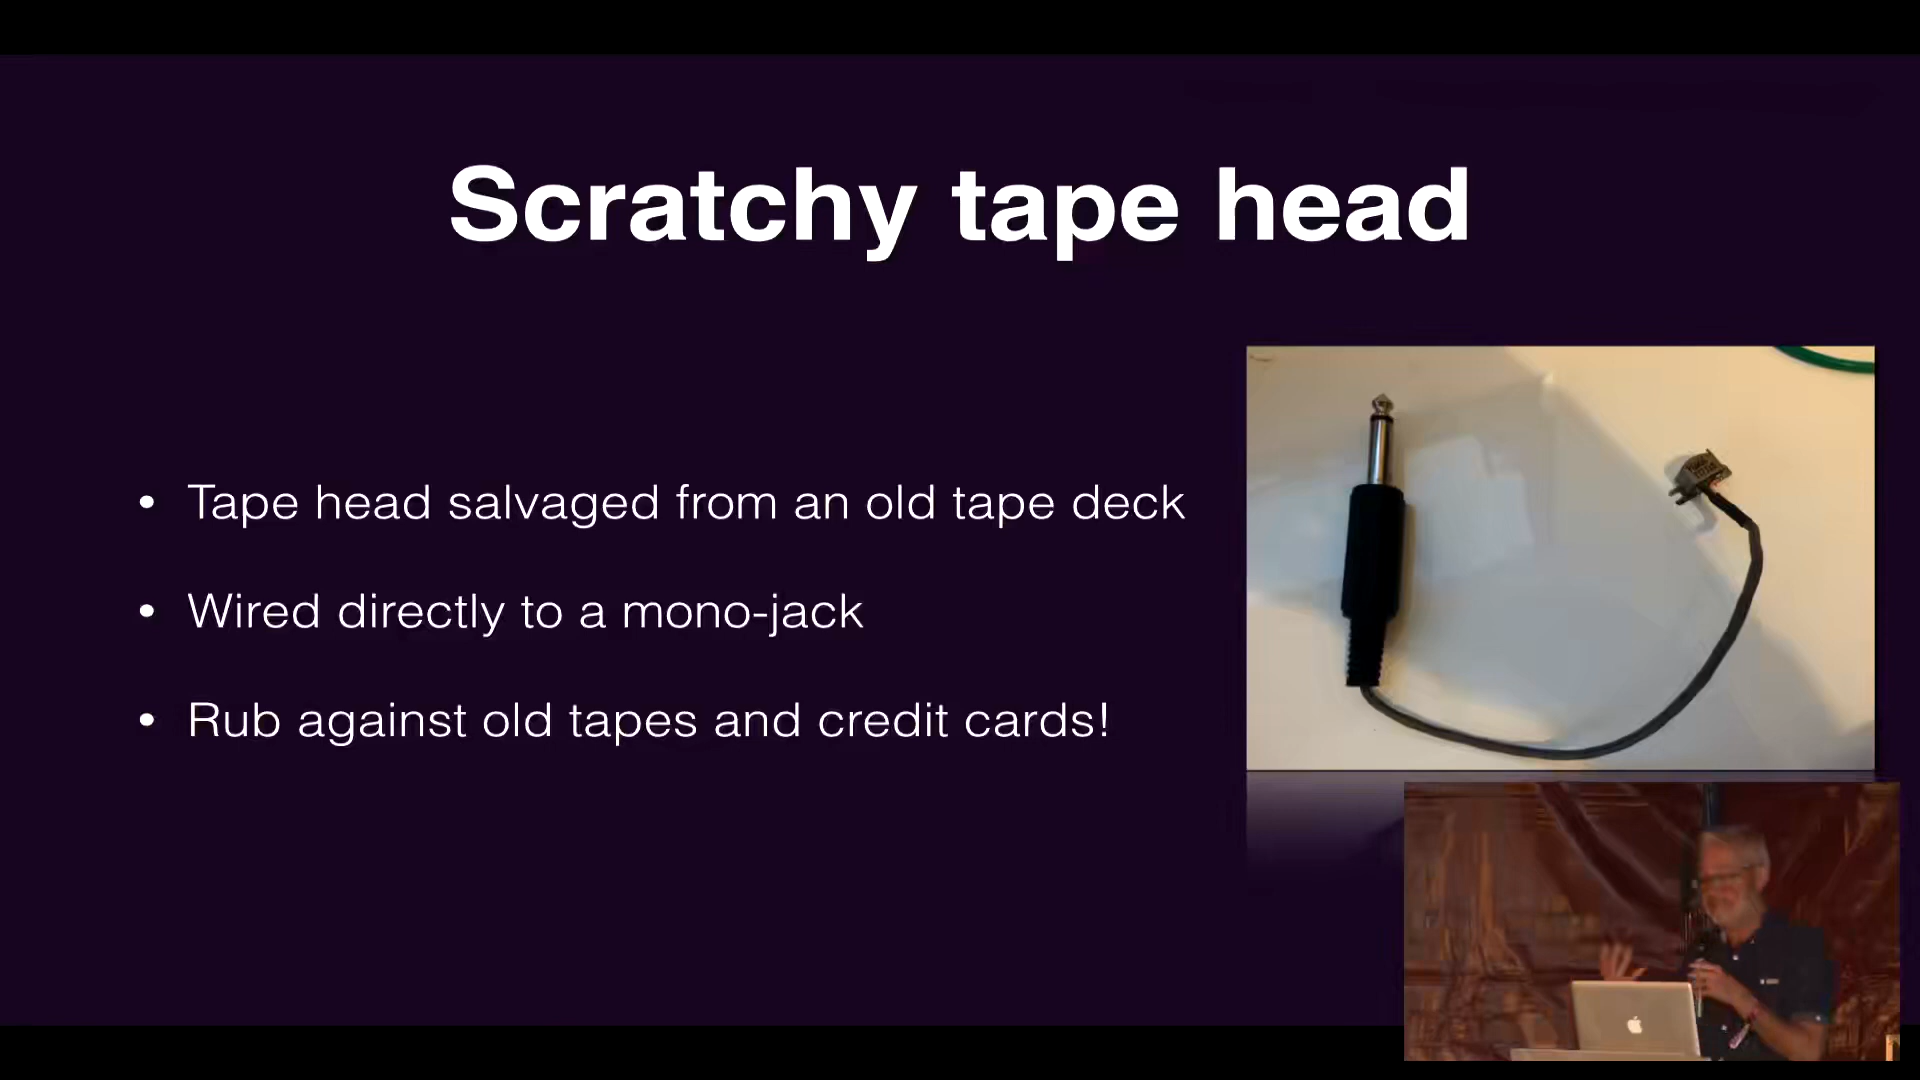 Scratchy tape head
• Tape head salvaged from an old tape deck
• Wired directly to a mono-jack
• Rub against old tapes and credit cards!